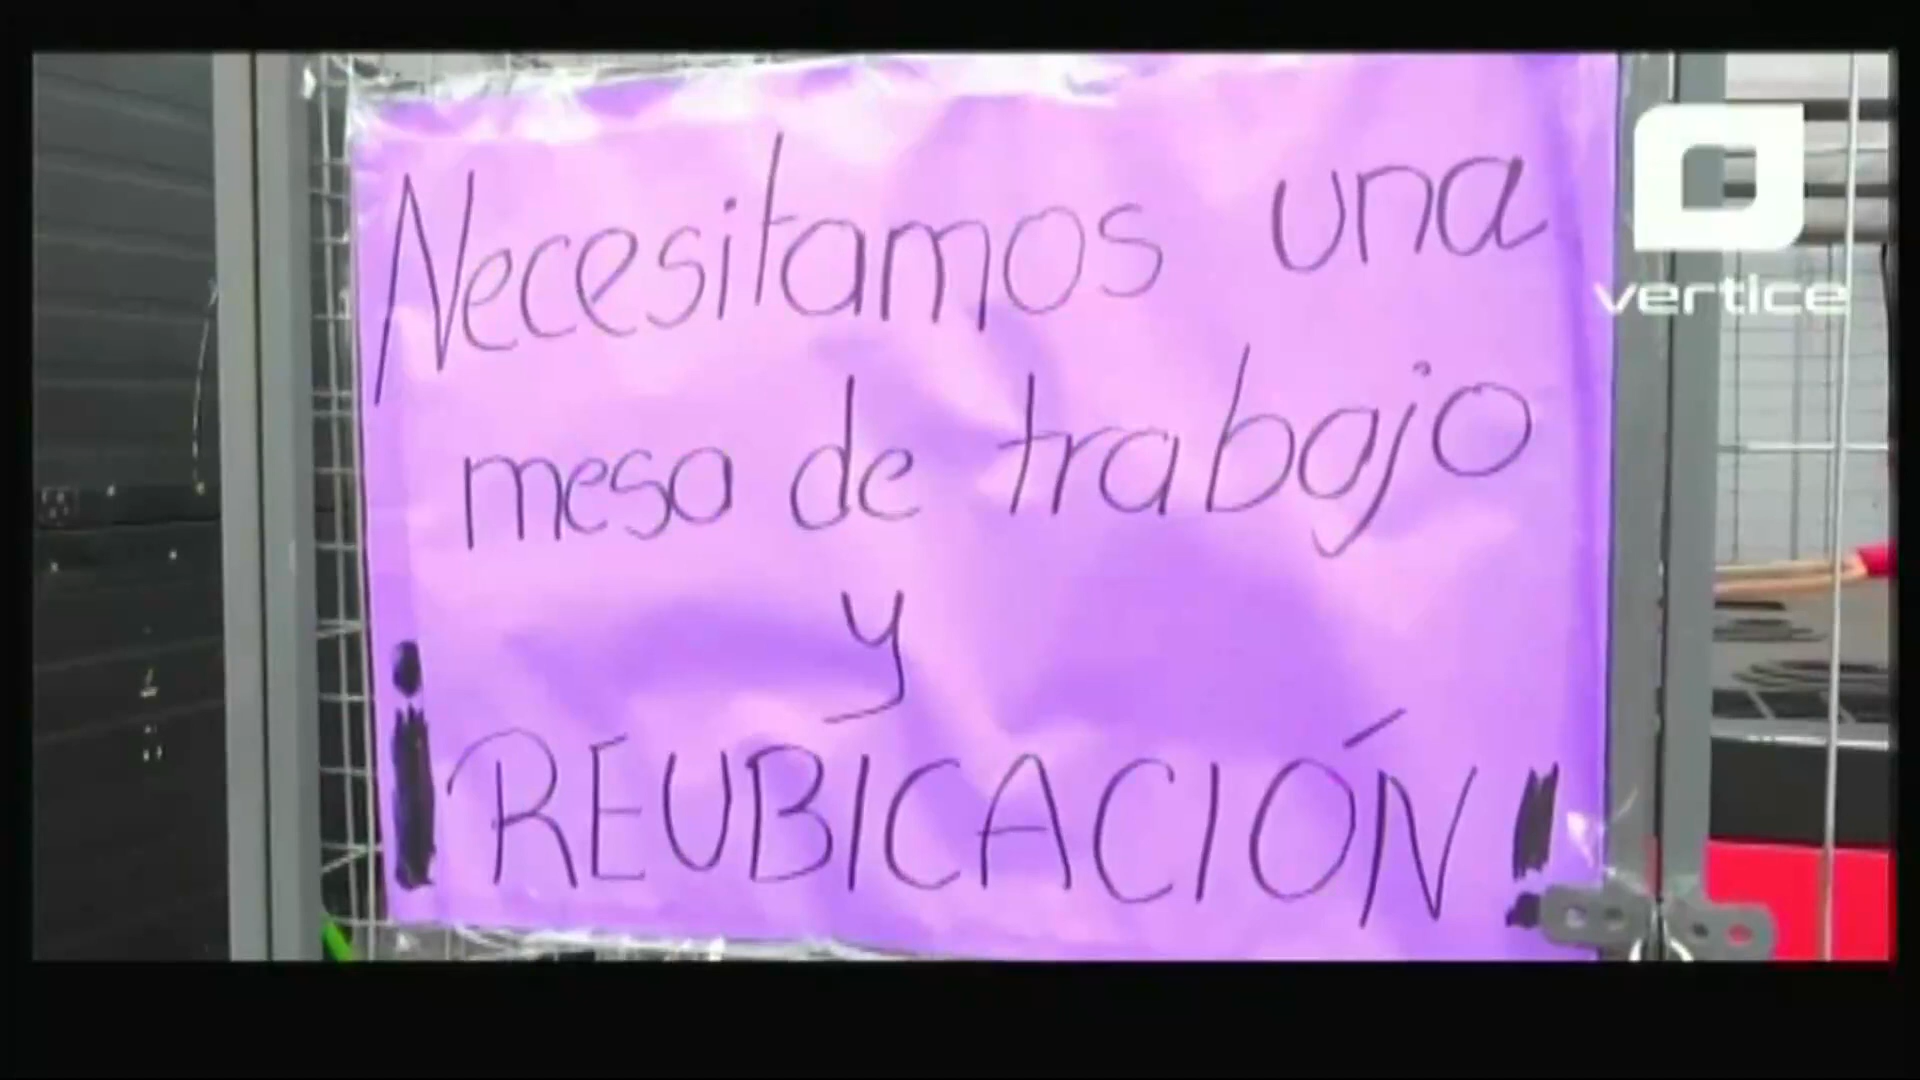 Necesitamos una
mesa de trabajo
y
¡REUBICACIÓN!
vertice